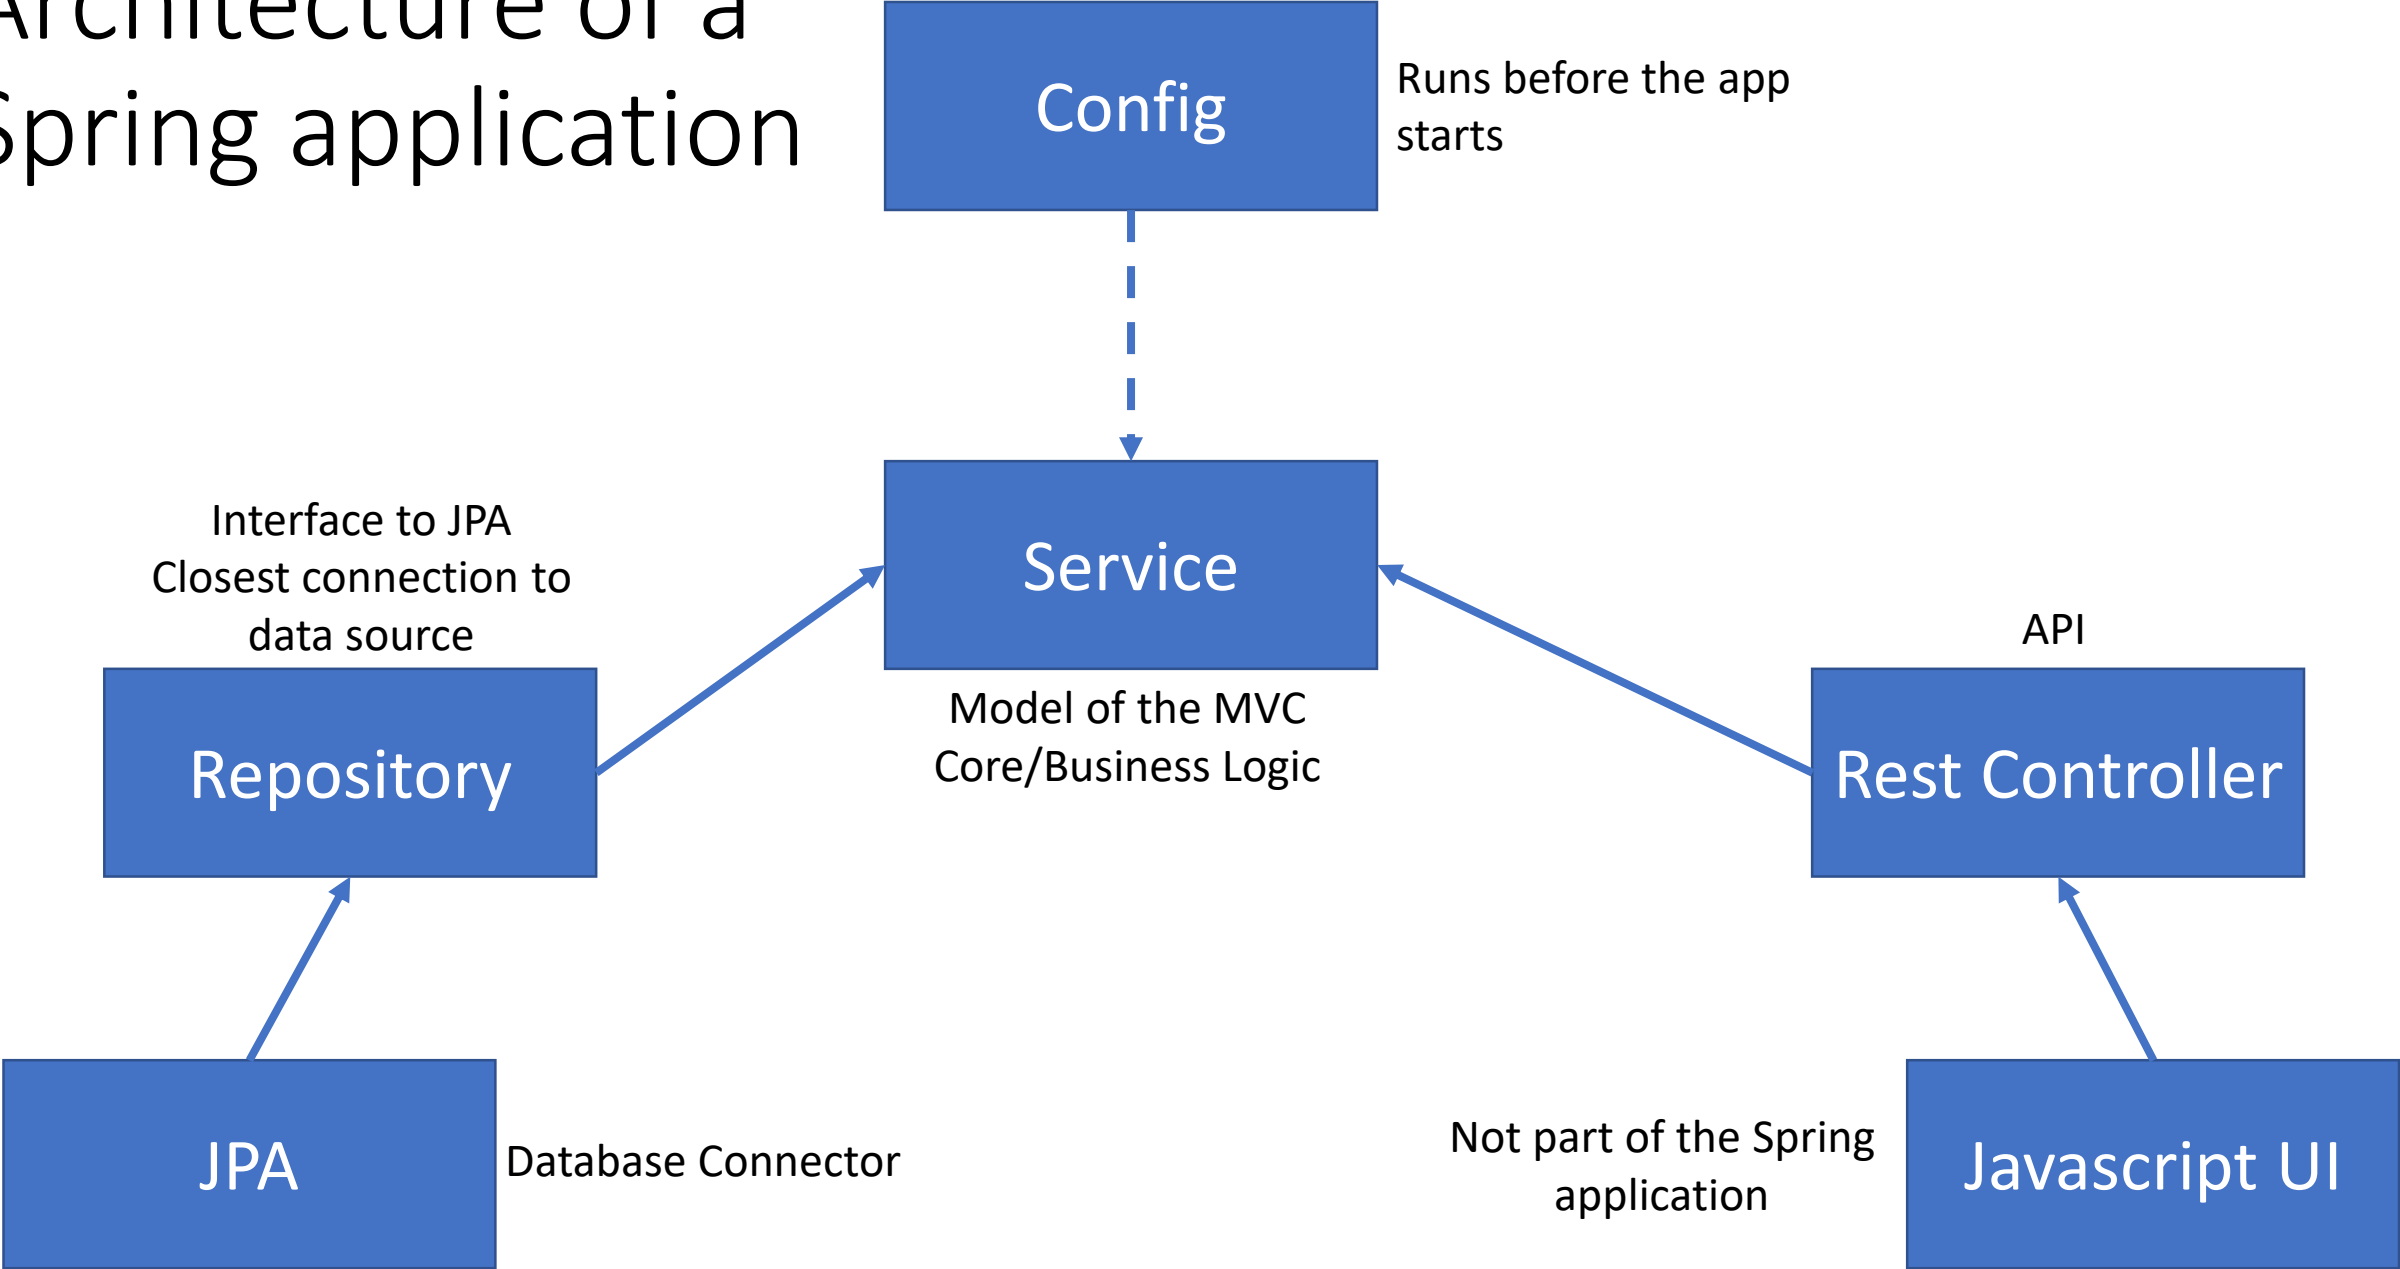 Architecture of a
Spring application
Config
Runs before the app
starts
Interface to JPA
Closest connection to
data source
Service
Model of the MVC
Core/Business Logic
API
Repository
Rest Controller
JPA
Database Connector
Not part of the Spring
application
Javascript UI